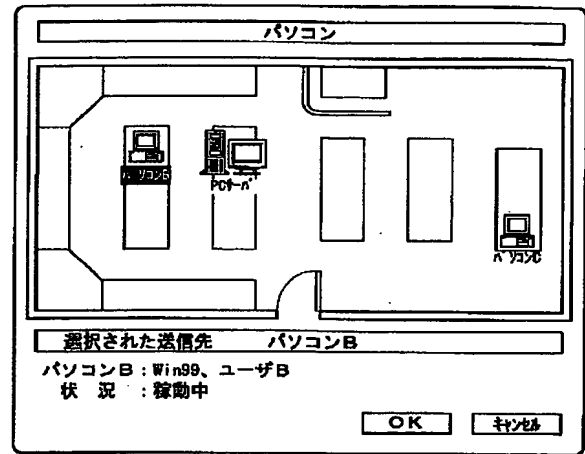 パソコン
パソコンB
PCサーバ
パソコンC
選択された送信先 パソコンB
パソコンB：Win99、ユーザB
状 況 ：稼動中
OK キャンセル